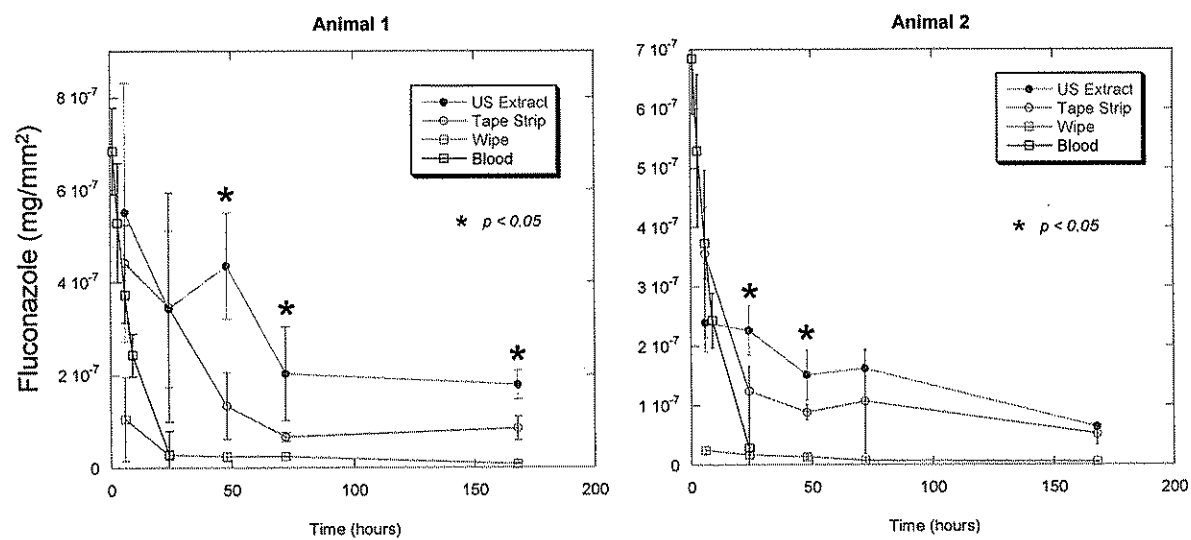 Animal 1
Fluconazole (mg/mm²)
8 10⁻⁷
6 10⁻⁷
4 10⁻⁷
2 10⁻⁷
0
US Extract
Tape Strip
Wipe
Blood
* p < 0.05
*
*
*
0 50 100 150 200
Time (hours)
Animal 2
7 10⁻⁷
6 10⁻⁷
5 10⁻⁷
4 10⁻⁷
3 10⁻⁷
2 10⁻⁷
1 10⁻⁷
0
US Extract
Tape Strip
Wipe
Blood
* p < 0.05
*
*
0 50 100 150 200
Time (hours)